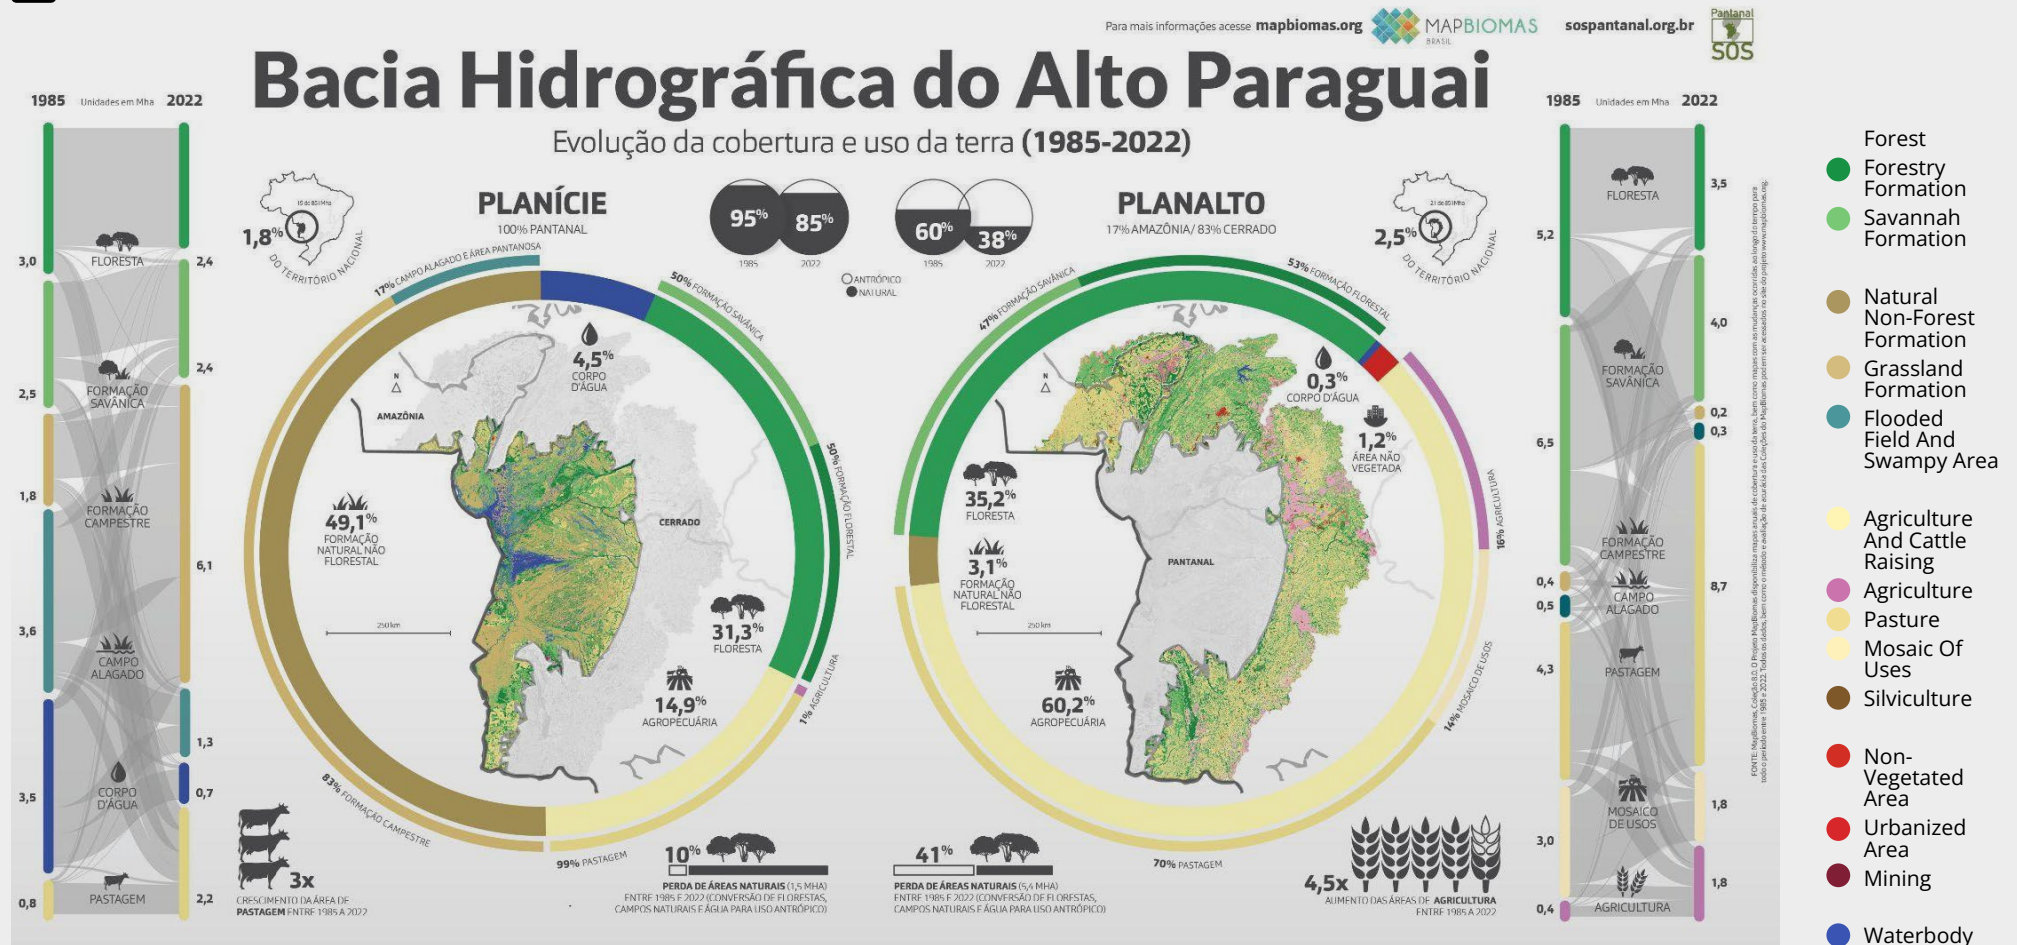 Para mais informações acesse mapbiomas.org
MAPBIOMAS
BRASIL
sospantanal.org.br
Pantanal
SOS
Bacia Hidrográfica do Alto Paraguai
Evolução da cobertura e uso da terra (1985-2022)
1985 Unidades em Mha 2022
3,0
2,5
1,8
3,6
3,5
0,8
FLORESTA
FORMAÇÃO
SAVÂNICA
FORMAÇÃO
CAMPESTRE
CAMPO
ALAGADO
CORPO
D'ÁGUA
PASTAGEM
2,4
2,4
6,1
1,3
0,7
2,2
1,8%
DO TERRITÓRIO NACIONAL
PLANÍCIE
100% PANTANAL
95%
85%
1985
2022
60%
38%
1985
2022
ANTRÓPICO
NATURAL
17% CAMPO ALAGADO E ÁREA PANTANOSA
50% FORMAÇÃO SAVÂNICA
50% FORMAÇÃO FLORESTAL
1% AGRICULTURA
99% PASTAGEM
83% FORMAÇÃO CAMPESTRE
4,5%
CORPO
D'ÁGUA
N
AMAZÔNIA
CERRADO
49,1%
FORMAÇÃO
NATURAL NÃO
FLORESTAL
250 km
31,3%
FLORESTA
14,9%
AGROPECUÁRIA
3x
CRESCIMENTO DA ÁREA DE
PASTAGEM ENTRE 1985 A 2022
10%
PERDA DE ÁREAS NATURAIS (1,5 MHA)
ENTRE 1985 E 2022 (CONVERSÃO DE FLORESTAS,
CAMPOS NATURAIS E ÁGUA PARA USO ANTRÓPICO)
PLANALTO
17% AMAZÔNIA/ 83% CERRADO
2,5%
DO TERRITÓRIO NACIONAL
47% FORMAÇÃO SAVÂNICA
53% FORMAÇÃO FLORESTAL
16% AGRICULTURA
14% MOSAICO DE USOS
70% PASTAGEM
N
0,3%
CORPO D'ÁGUA
1,2%
ÁREA NÃO
VEGETADA
35,2%
FLORESTA
3,1%
FORMAÇÃO
NATURAL NÃO
FLORESTAL
PANTANAL
250 km
60,2%
AGROPECUÁRIA
41%
PERDA DE ÁREAS NATURAIS (5,4 MHA)
ENTRE 1985 E 2022 (CONVERSÃO DE FLORESTAS,
CAMPOS NATURAIS E ÁGUA PARA USO ANTRÓPICO)
4,5x
AUMENTO DAS ÁREAS DE AGRICULTURA
ENTRE 1985 A 2022
1985 Unidades em Mha 2022
5,2
6,5
0,4
0,5
4,3
3,0
0,4
FLORESTA
FORMAÇÃO
SAVÂNICA
FORMAÇÃO
CAMPESTRE
CAMPO
ALAGADO
PASTAGEM
MOSAICO
DE USOS
AGRICULTURA
3,5
4,0
0,2
0,3
8,7
1,8
1,8
Forest
Forestry
Formation
Savannah
Formation
Natural
Non-Forest
Formation
Grassland
Formation
Flooded
Field And
Swampy Area
Agriculture
And Cattle
Raising
Agriculture
Pasture
Mosaic Of
Uses
Silviculture
Non-
Vegetated
Area
Urbanized
Area
Mining
Waterbody